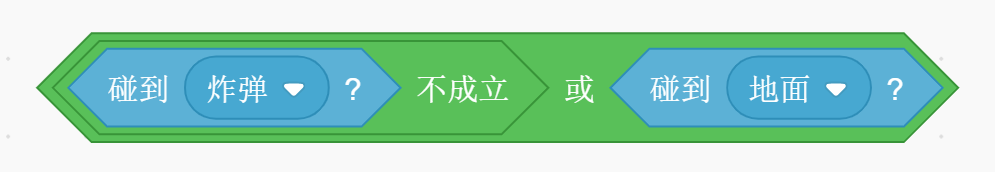 碰到 炸弹 ? 不成立 或 碰到 地面 ?